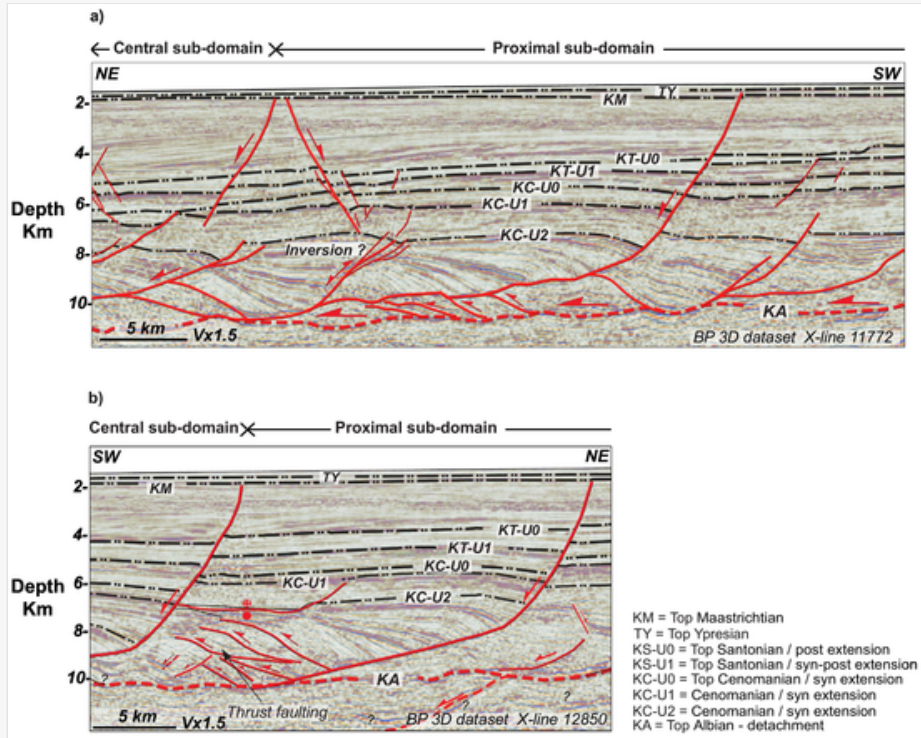 a)
Central sub-domain Proximal sub-domain
NE SW
TY
KM
2-
4-
KT-U0
KT-U1
KC-U0
6-
KC-U1
Depth
Km
KC-U2
Inversion ?
8-
10-
KA
5 km Vx1.5
BP 3D dataset X-line 11772
b)
Central sub-domain Proximal sub-domain
SW NE
TY
2-
KM
4-
KT-U0
KT-U1
KC-U0
KC-U1
6-
Depth
Km
KC-U2
8-
10-
?
KA
?
?
?
Thrust faulting
5 km Vx1.5
BP 3D dataset X-line 12850
KM = Top Maastrichtian
TY = Top Ypresian
KS-U0 = Top Santonian / post extension
KS-U1 = Top Santonian / syn-post extension
KC-U0 = Top Cenomanian / syn extension
KC-U1 = Cenomanian / syn extension
KC-U2 = Cenomanian / syn extension
KA = Top Albian - detachment